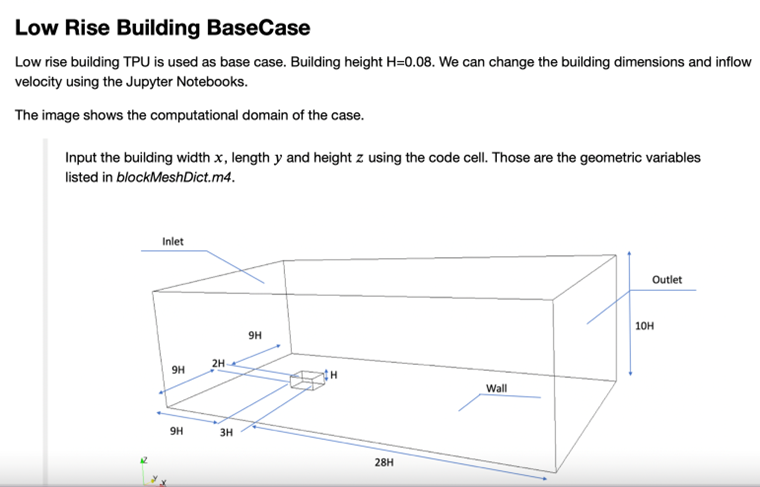 Low Rise Building BaseCase
Low rise building TPU is used as base case. Building height H=0.08. We can change the building dimensions and inflow
velocity using the Jupyter Notebooks.
The image shows the computational domain of the case.
Input the building width x, length y and height z using the code cell. Those are the geometric variables
listed in blockMeshDict.m4.
Inlet
Outlet
10H
9H
2H
9H
H
Wall
9H
3H
28H
Z
Y
X